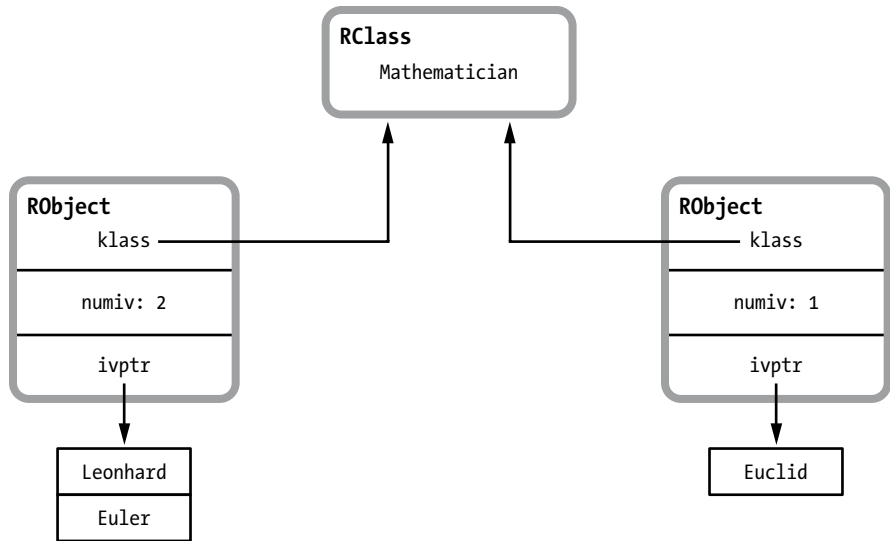 RClass
Mathematician
RObject
klass
numiv: 2
ivptr
Leonhard
Euler
RObject
klass
numiv: 1
ivptr
Euclid